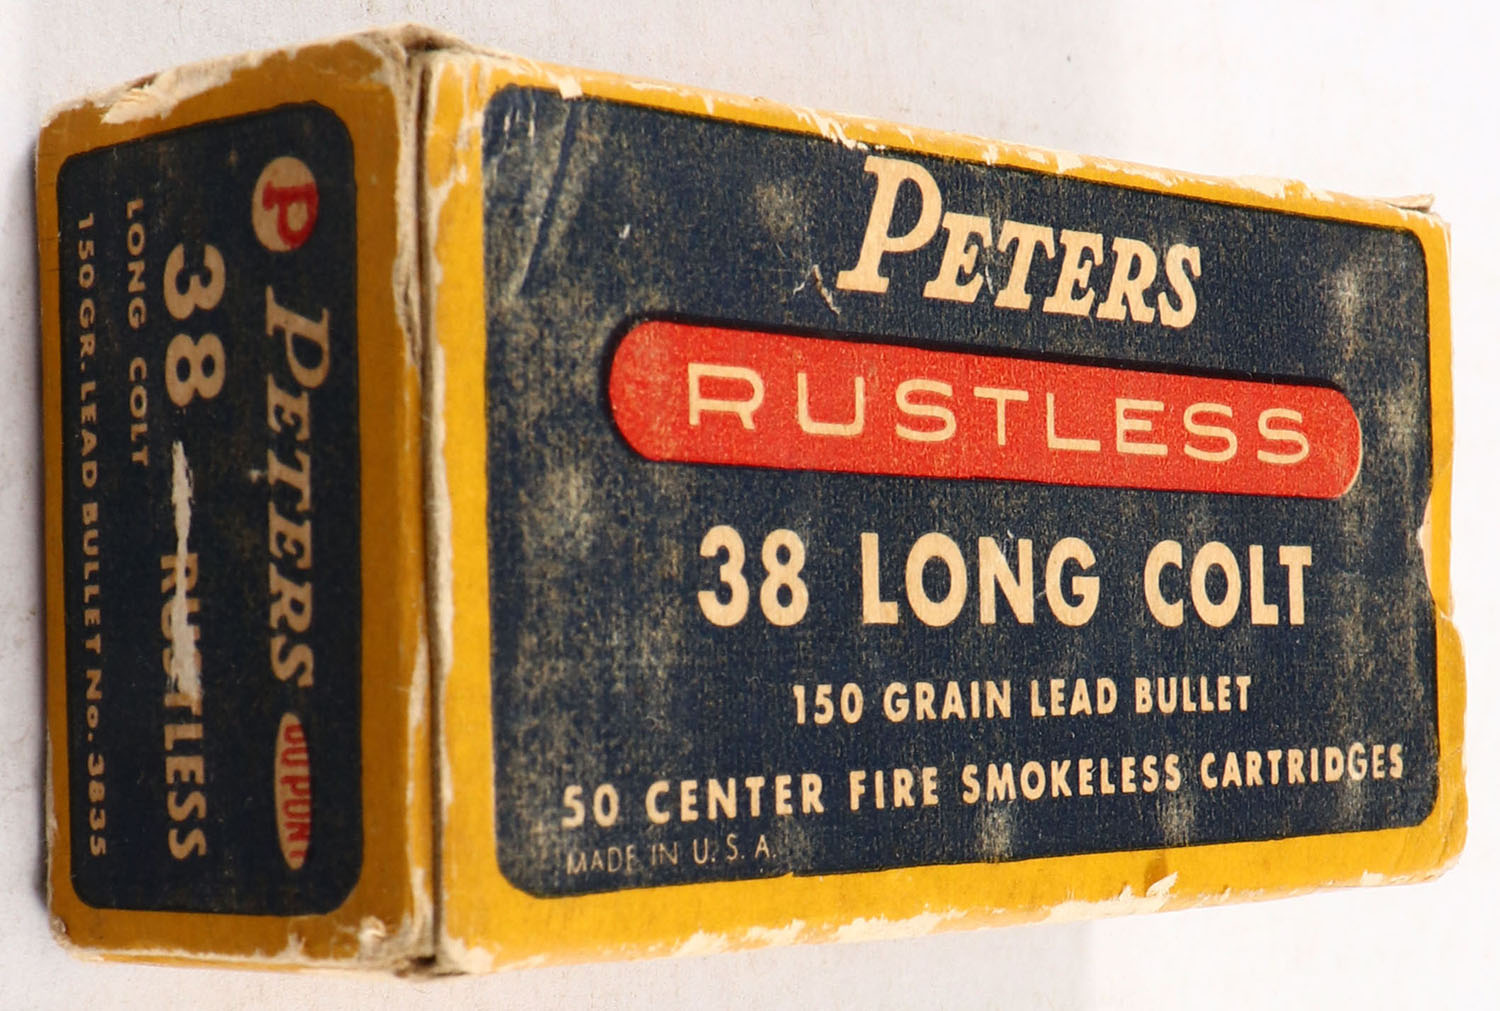 PETERS
RUSTLESS
38 LONG COLT
150 GRAIN LEAD BULLET
50 CENTER FIRE SMOKELESS CARTRIDGES
MADE IN U. S. A.
P PETERS DUPONT
38 RUSTLESS
LONG COLT
150 GR. LEAD BULLET No. 3835